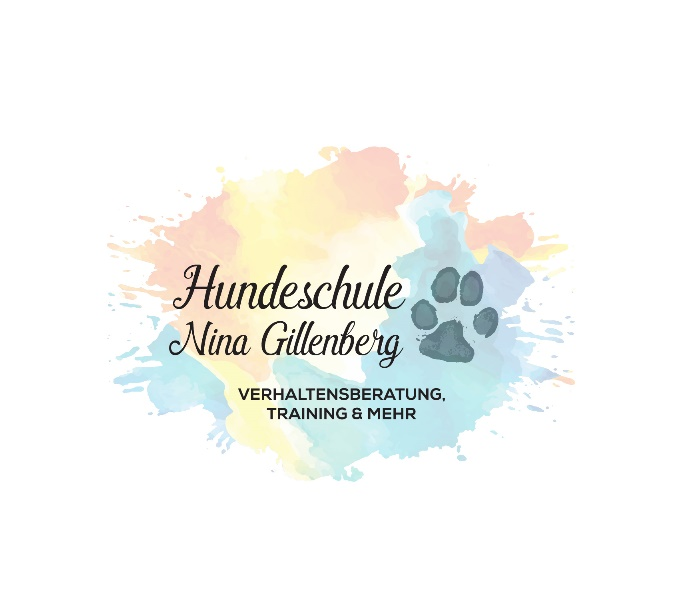 Hundeschule
Nina Gillenberg
VERHALTENSBERATUNG,
TRAINING & MEHR